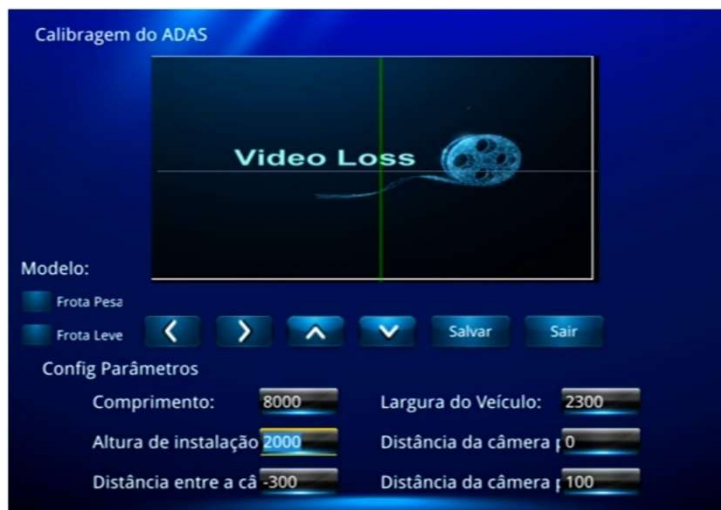 Calibragem do ADAS
Video Loss
Modelo:
Frota Pesa
Frota Leve
Salvar
Sair
Config Parâmetros
Comprimento: 8000
Largura do Veículo: 2300
Altura de instalação 2000
Distância da câmera p 0
Distância entre a câ -300
Distância da câmera p 100